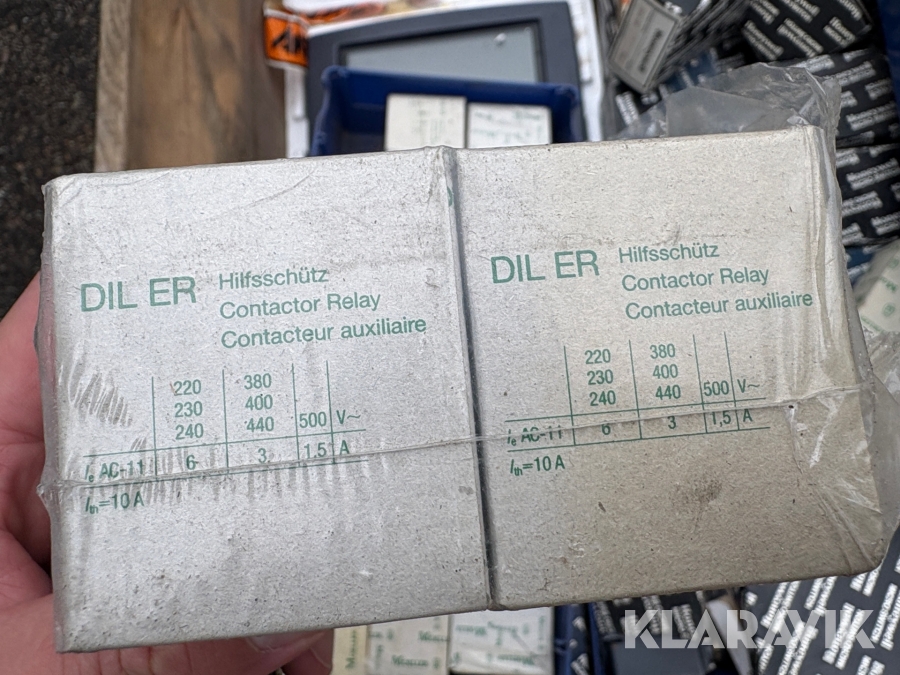 DIL ER
Hilfsschütz
Contactor Relay
Contacteur auxiliaire
220 380
230 400
240 440 500 V~
Ie AC-11 6 3 1,5 A
Ith=10 A
DIL ER
Hilfsschütz
Contactor Relay
Contacteur auxiliaire
220 380
230 400
240 440 500 V~
Ie AC-11 6 3 1,5 A
Ith=10 A
KLARAVIK